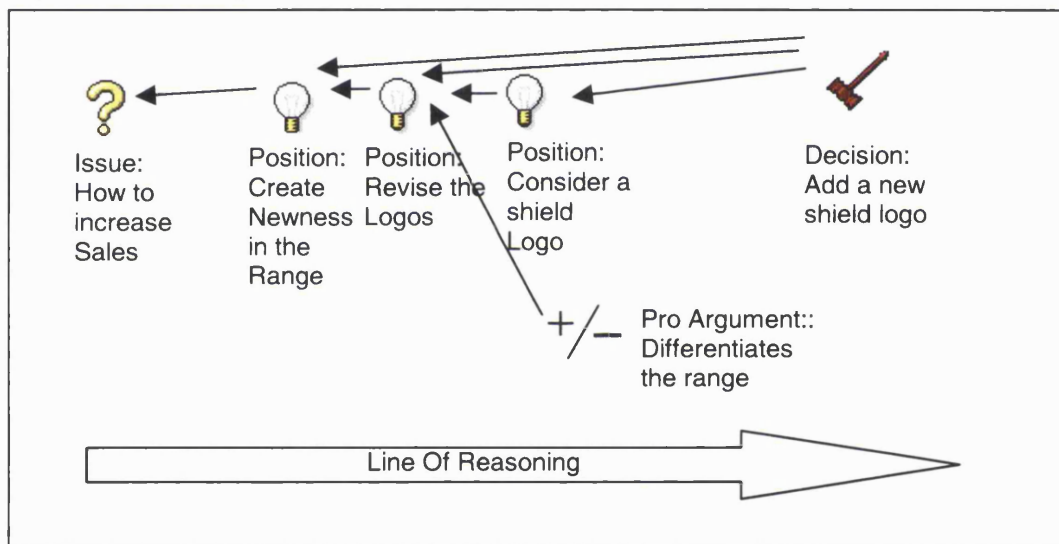 Issue:
How to
increase
Sales
Position:
Create
Newness
in the
Range
Position:
Revise the
Logos
Position:
Consider a
shield
Logo
Decision:
Add a new
shield logo
+/−
Pro Argument::
Differentiates
the range
Line Of Reasoning